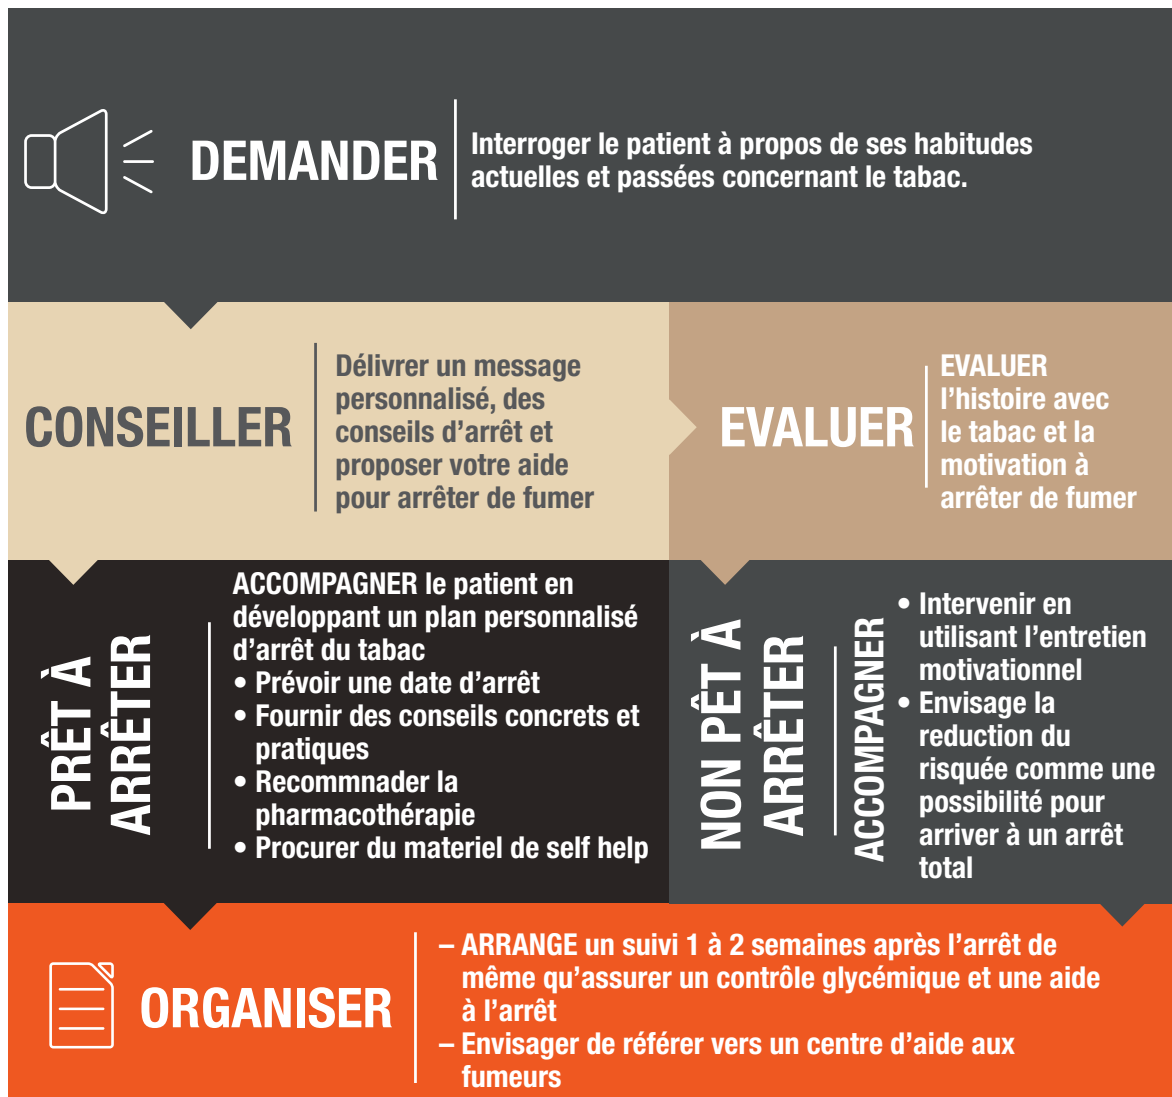 DEMANDER
Interroger le patient à propos de ses habitudes
actuelles et passées concernant le tabac.
CONSEILLER
Délivrer un message
personnalisé, des
conseils d’arrêt et
proposer votre aide
pour arrêter de fumer
EVALUER
EVALUER
l’histoire avec
le tabac et la
motivation à
arrêter de fumer
PRÊT À
ARRÊTER
ACCOMPAGNER le patient en
développant un plan personnalisé
d’arrêt du tabac
• Prévoir une date d’arrêt
• Fournir des conseils concrets et
pratiques
• Recommnader la
pharmacothérapie
• Procurer du materiel de self help
NON PÊT À
ARRÊTER
ACCOMPAGNER
• Intervenir en
utilisant l’entretien
motivationnel
• Envisage la
reduction du
risquée comme une
possibilité pour
arriver à un arrêt
total
ORGANISER
– ARRANGE un suivi 1 à 2 semaines après l’arrêt de
même qu’assurer un contrôle glycémique et une aide
à l’arrêt
– Envisager de référer vers un centre d’aide aux
fumeurs